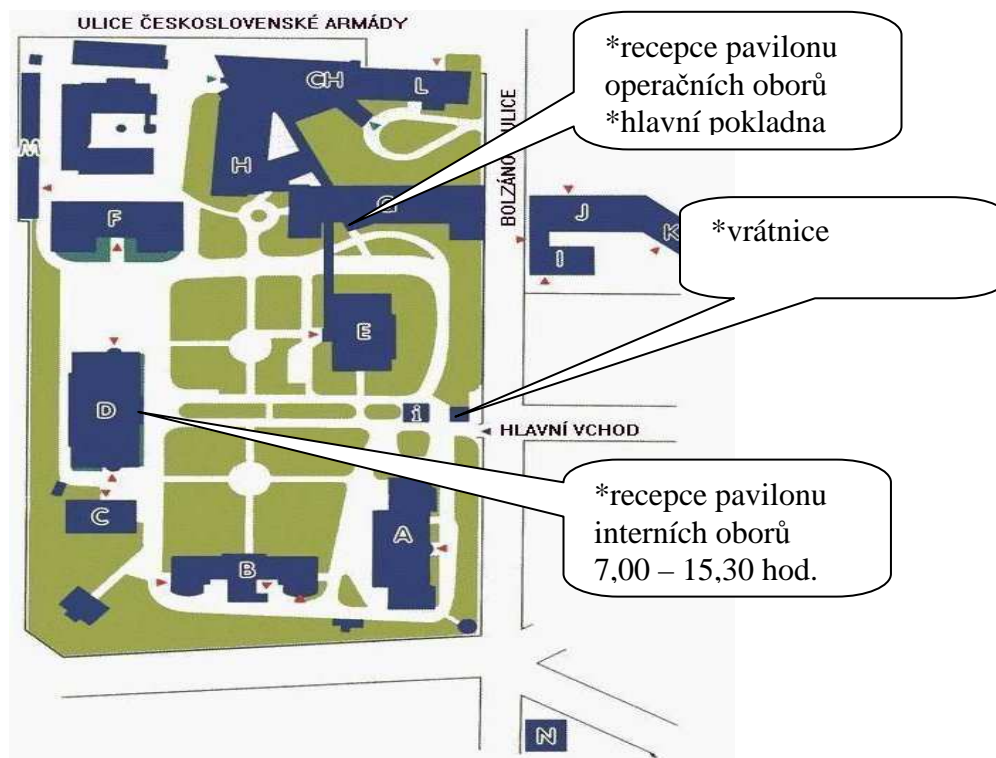 ULICE ČESKOSLOVENSKÉ ARMÁDY
*recepce pavilonu
operačních oborů
*hlavní pokladna
CH
L
M
H
BOLZÁNOVA ULICE
G
F
J
K
*vrátnice
I
E
D
i
HLAVNÍ VCHOD
*recepce pavilonu
interních oborů
7,00 – 15,30 hod.
C
A
B
N